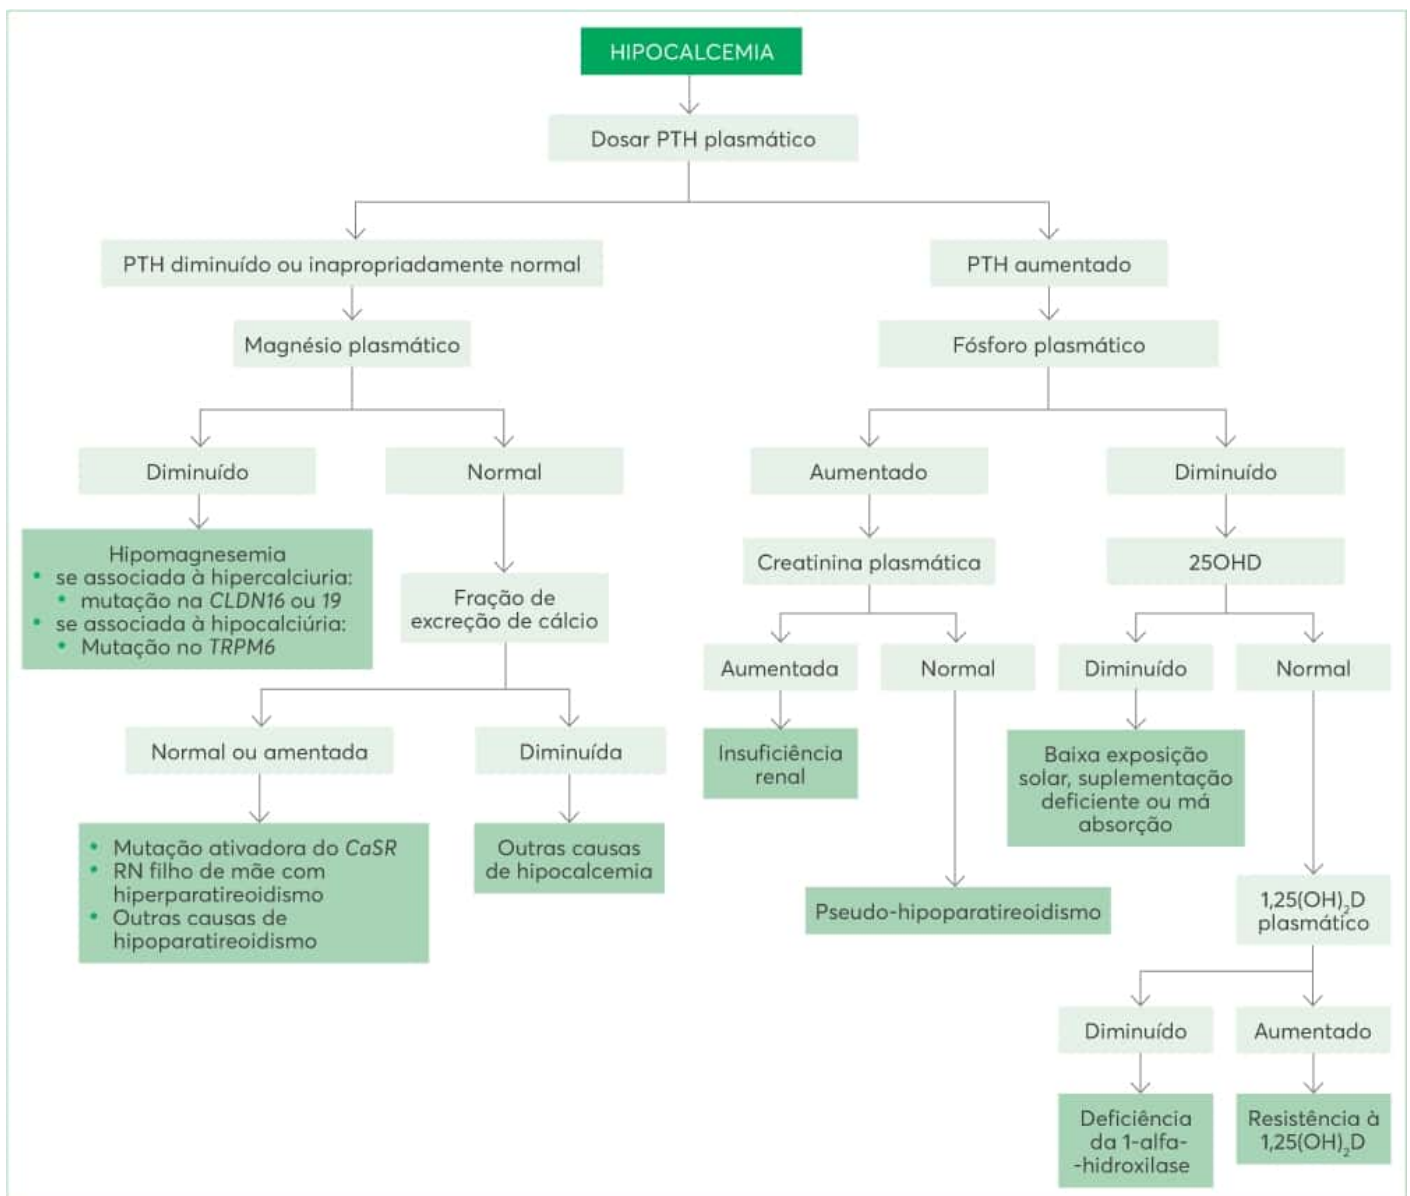 HIPOCALCEMIA
Dosar PTH plasmático
PTH diminuído ou inapropriadamente normal
PTH aumentado
Magnésio plasmático
Fósforo plasmático
Diminuído
Normal
Aumentado
Diminuído
Hipomagnesemia
• se associada à hipercalciuria:
• mutação na CLDN16 ou 19
• se associada à hipocalciúria:
• Mutação no TRPM6
Fração de
excreção de cálcio
Creatinina plasmática
25OHD
Aumentada
Normal
Diminuído
Normal
Normal ou amentada
Diminuída
Insuficiência
renal
Baixa exposição
solar, suplementação
deficiente ou má
absorção
• Mutação ativadora do CaSR
• RN filho de mãe com
hiperparatireoidismo
• Outras causas de
hipoparatireoidismo
Outras causas
de hipocalcemia
Pseudo-hipoparatireoidismo
1,25(OH)₂D
plasmático
Diminuído
Aumentado
Deficiência
da 1-alfa-
-hidroxilase
Resistência à
1,25(OH)₂D